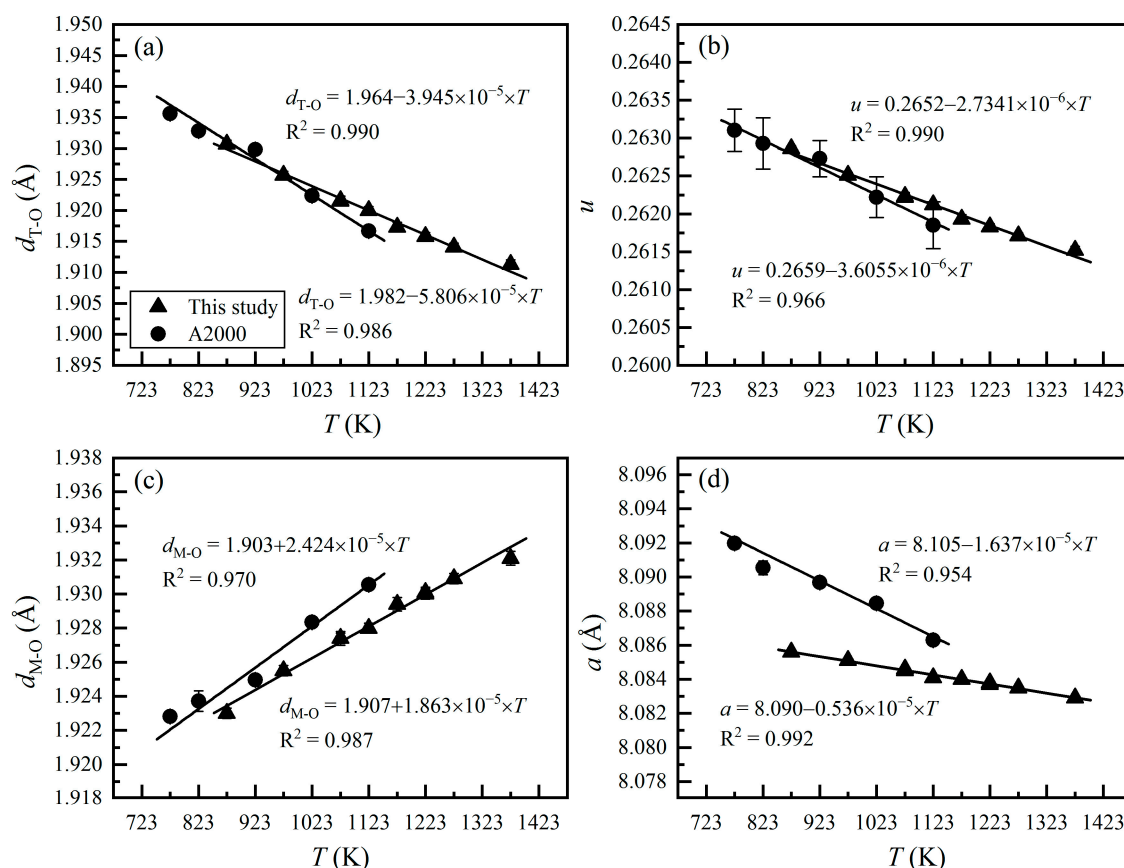 (a)
1.950
1.945
1.940
1.935
1.930
1.925
1.920
1.915
1.910
1.905
1.900
1.895
d_T-O (Å)
d_T-O = 1.964−3.945×10⁻⁵×T
R² = 0.990
d_T-O = 1.982−5.806×10⁻⁵×T
R² = 0.986
This study
A2000
723 823 923 1023 1123 1223 1323 1423
T (K)
(b)
0.2645
0.2640
0.2635
0.2630
0.2625
0.2620
0.2615
0.2610
0.2605
0.2600
u
u = 0.2652−2.7341×10⁻⁶×T
R² = 0.990
u = 0.2659−3.6055×10⁻⁶×T
R² = 0.966
723 823 923 1023 1123 1223 1323 1423
T (K)
(c)
1.938
1.936
1.934
1.932
1.930
1.928
1.926
1.924
1.922
1.920
1.918
d_M-O (Å)
d_M-O = 1.903+2.424×10⁻⁵×T
R² = 0.970
d_M-O = 1.907+1.863×10⁻⁵×T
R² = 0.987
723 823 923 1023 1123 1223 1323 1423
T (K)
(d)
8.096
8.094
8.092
8.090
8.088
8.086
8.084
8.082
8.080
8.078
a (Å)
a = 8.105−1.637×10⁻⁵×T
R² = 0.954
a = 8.090−0.536×10⁻⁵×T
R² = 0.992
723 823 923 1023 1123 1223 1323 1423
T (K)